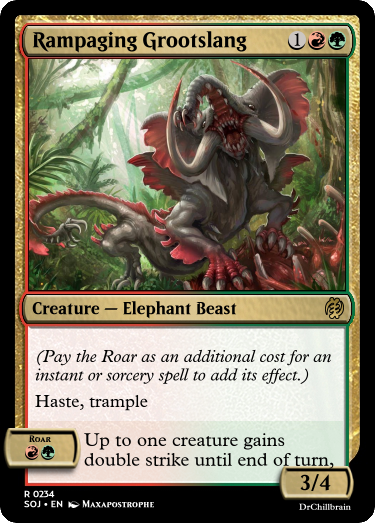 Rampaging Grootslang 1
Creature — Elephant Beast
(Pay the Roar as an additional cost for an
instant or sorcery spell to add its effect.)
Haste, trample
Roar
Up to one creature gains
double strike until end of turn,
3/4
R 0234
SOJ • EN Maxapostrophe
DrChillbrain